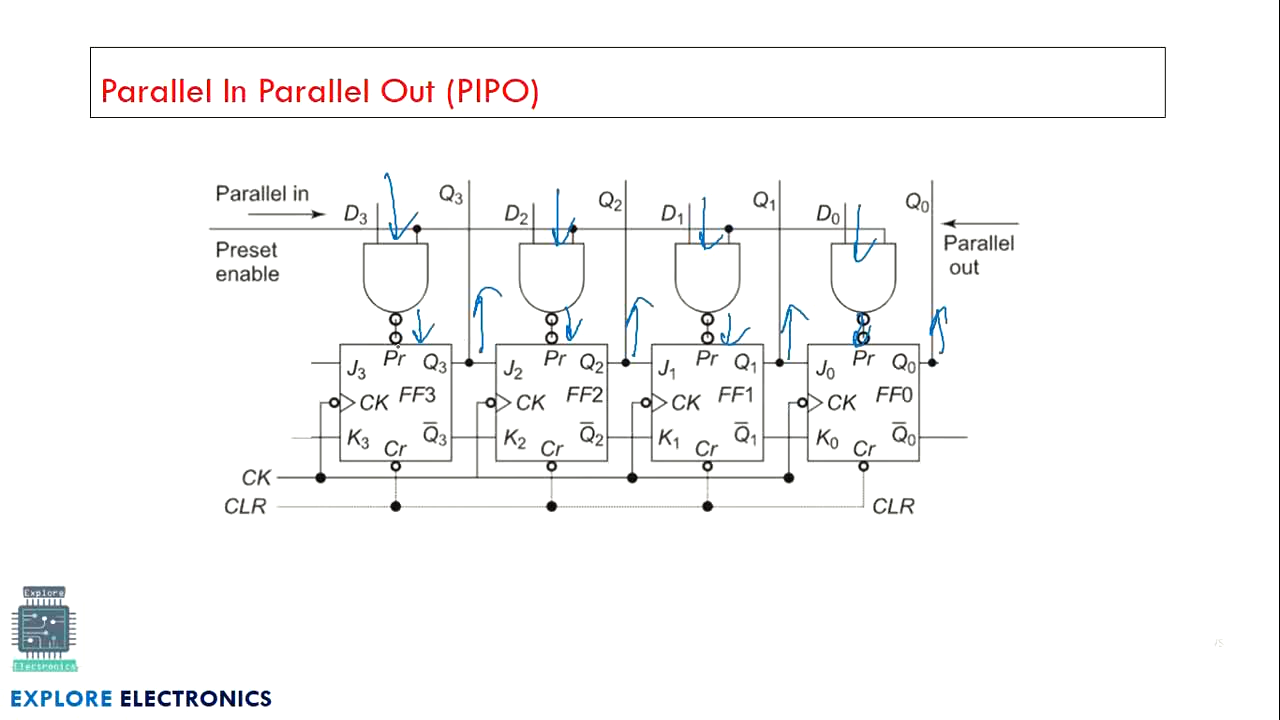 Parallel In Parallel Out (PIPO)
Parallel in
Preset
enable
D3
Q3
D2
Q2
D1
Q1
D0
Q0
Parallel
out
J3 Pr Q3
CK FF3
K3 Cr Q̅3
J2 Pr Q2
CK FF2
K2 Cr Q̅2
J1 Pr Q1
CK FF1
K1 Cr Q̅1
J0 Pr Q0
CK FF0
K0 Cr Q̅0
CK
CLR
CLR
Explore
Electronics
EXPLORE ELECTRONICS